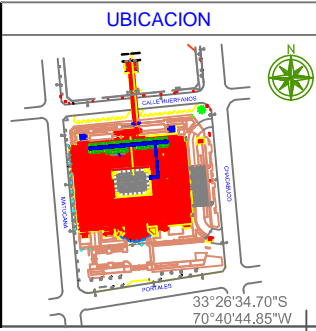 UBICACION
N
CALLE HUERFANOS
CHACABUCO
MATUCANA
PORTALES
33°26'34.70"S
70°40'44.85"W